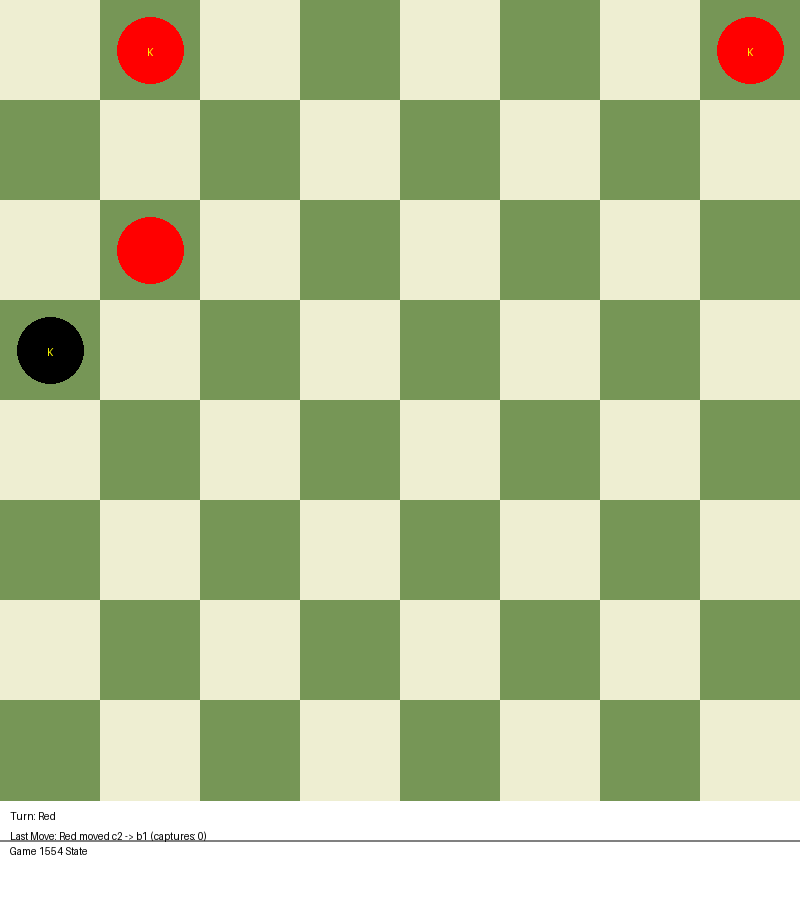 K K
K
Turn: Red
Last Move: Red moved c2 -> b1 (captures: 0)
Game 1554 State